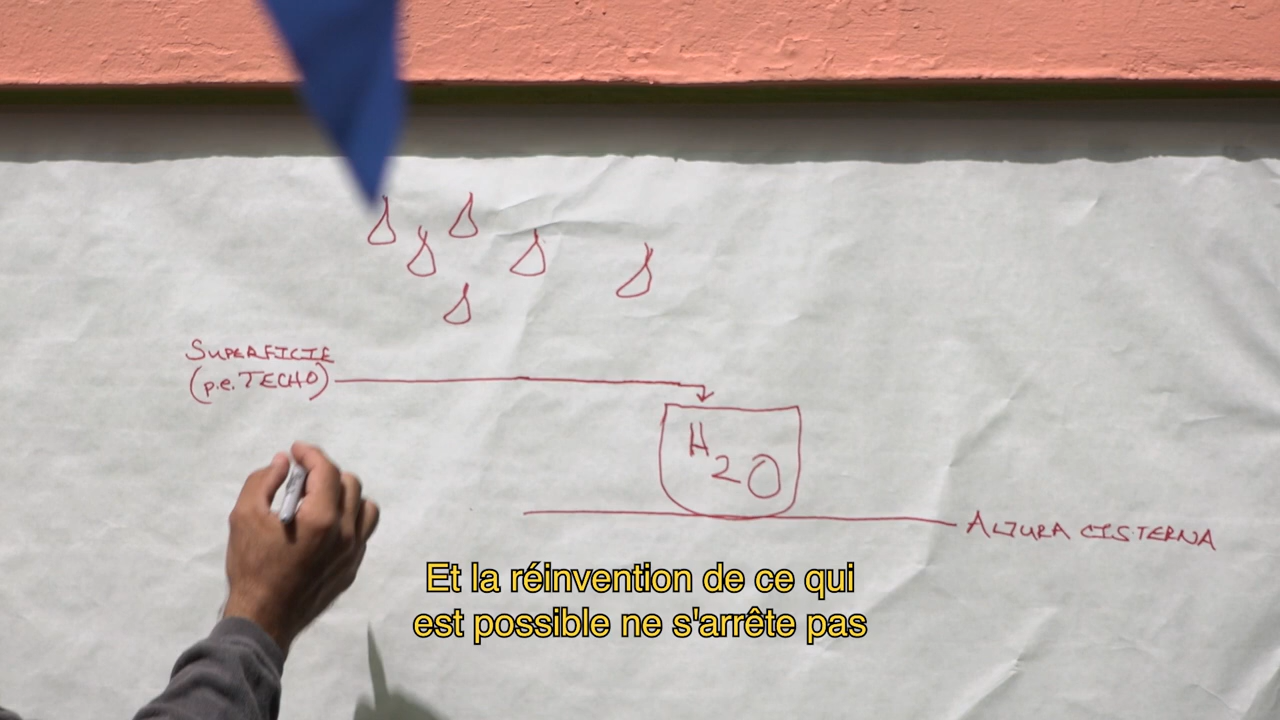 SUPERFICIE
(p.e. TECHO)
H2O
ALTURA CISTERNA
Et la réinvention de ce qui
est possible ne s'arrête pas